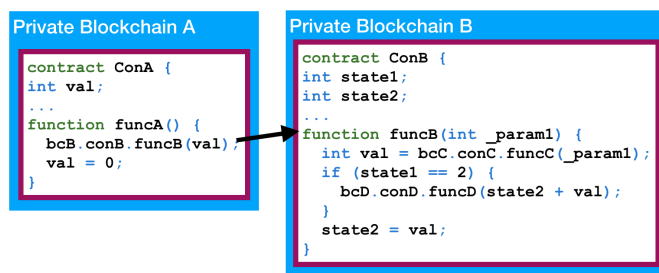 Private Blockchain A
contract ConA {
int val;
...
function funcA() {
bcB.conB.funcB(val);
val = 0;
}
Private Blockchain B
contract ConB {
int state1;
int state2;
...
function funcB(int _param1) {
int val = bcC.conC.funcC(_param1);
if (state1 == 2) {
bcD.conD.funcD(state2 + val);
}
state2 = val;
}